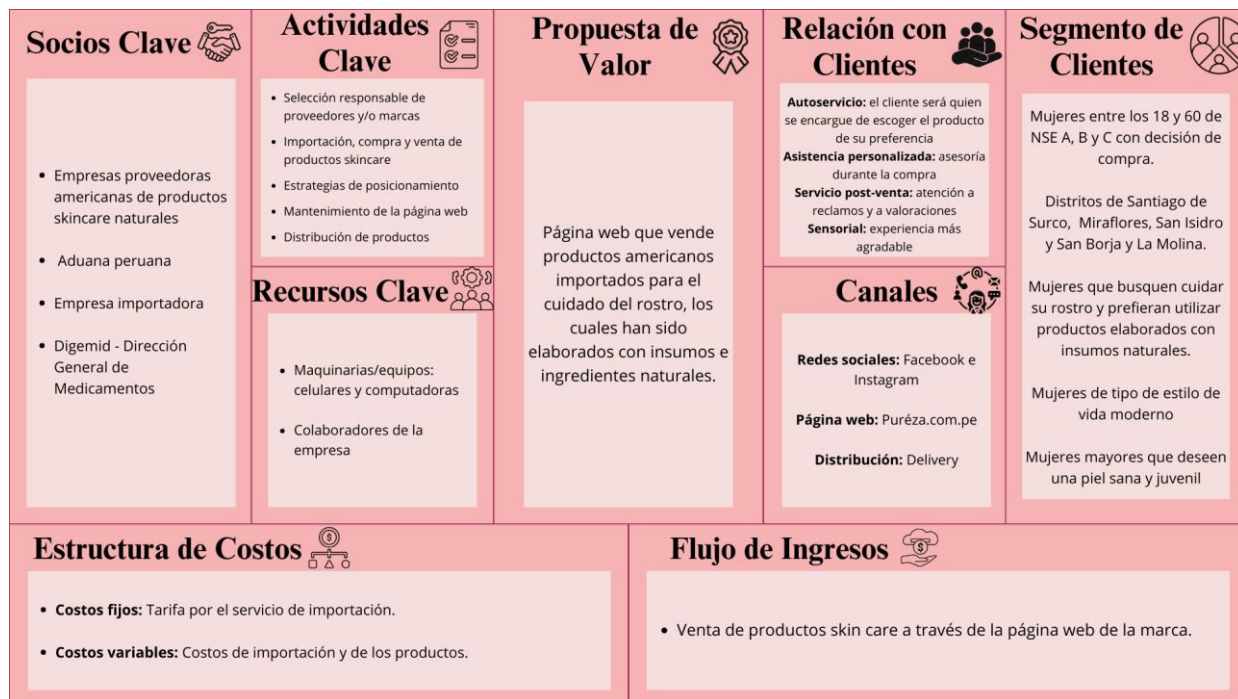 Socios Clave
Empresas proveedoras
americanas de productos
skincare naturales
Aduana peruana
Empresa importadora
Digemid - Dirección
General de
Medicamentos
Actividades
Clave
Selección responsable de
proveedores y/o marcas
Importación, compra y venta de
productos skincare
Estrategias de posicionamiento
Mantenimiento de la página web
Distribución de productos
Recursos Clave
Maquinarias/equipos:
celulares y computadoras
Colaboradores de la
empresa
Propuesta de
Valor
Página web que vende
productos americanos
importados para el
cuidado del rostro, los
cuales han sido
elaborados con insumos e
ingredientes naturales.
Relación con
Clientes
Autoservicio: el cliente será quien
se encargue de escoger el producto
de su preferencia
Asistencia personalizada: asesoría
durante la compra
Servicio post-venta: atención a
reclamos y a valoraciones
Sensorial: experiencia más
agradable
Canales
Redes sociales: Facebook e
Instagram
Página web: Puréza.com.pe
Distribución: Delivery
Segmento de
Clientes
Mujeres entre los 18 y 60 de
NSE A, B y C con decisión de
compra.
Distritos de Santiago de
Surco, Miraflores, San Isidro
y San Borja y La Molina.
Mujeres que busquen cuidar
su rostro y prefieran utilizar
productos elaborados con
insumos naturales.
Mujeres de tipo de estilo de
vida moderno
Mujeres mayores que deseen
una piel sana y juvenil
Estructura de Costos
Costos fijos: Tarifa por el servicio de importación.
Costos variables: Costos de importación y de los productos.
Flujo de Ingresos
Venta de productos skin care a través de la página web de la marca.